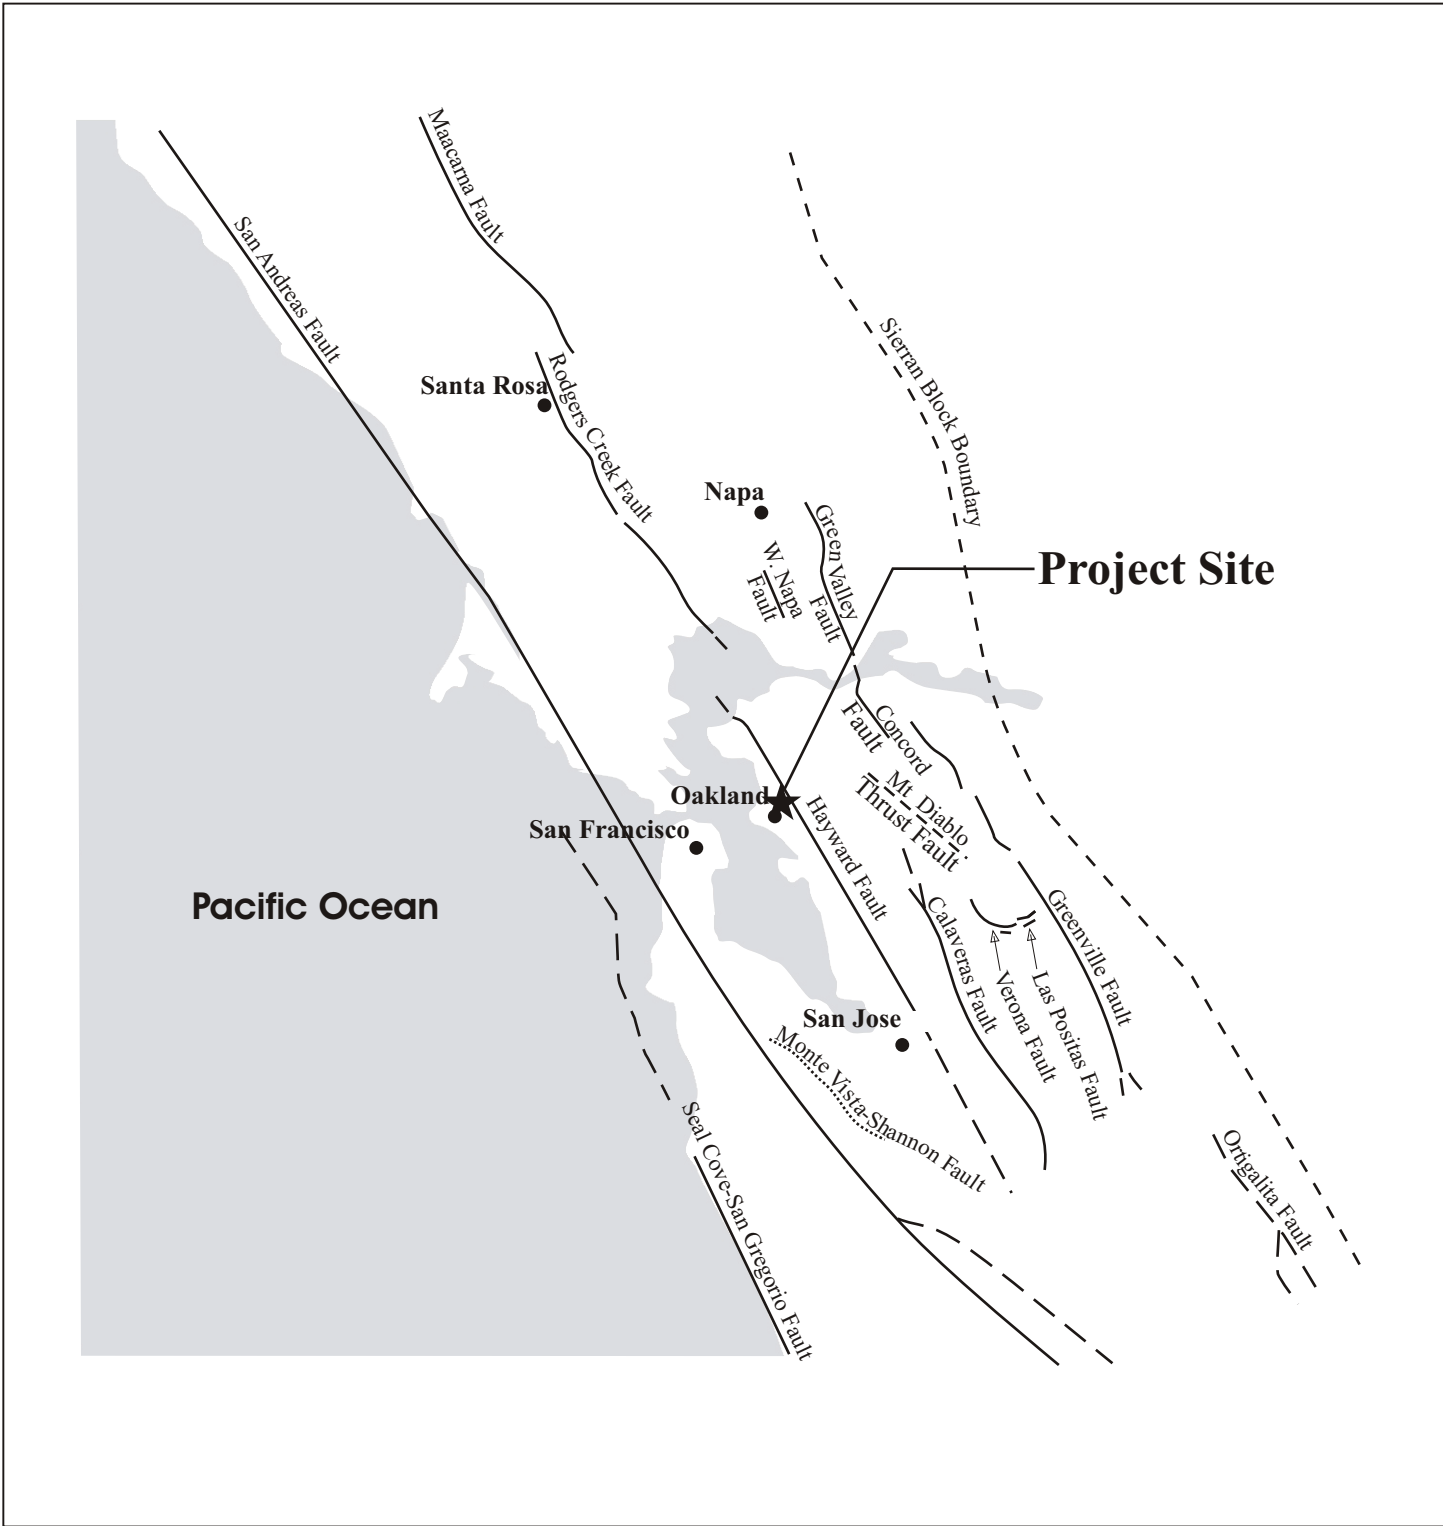 Maacarna Fault
San Andreas Fault
Sierran Block Boundary
Santa Rosa
Rodgers Creek Fault
Napa
W. Napa
Fault
Green Valley
Fault
Project Site
Concord
Fault
Mt. Diablo
Thrust Fault
Oakland
San Francisco
Hayward Fault
Pacific Ocean
Calaveras Fault
Verona Fault
Las Positas Fault
Greenville Fault
San Jose
Monte Vista-Shannon Fault
Seal Cove-San Gregorio Fault
Ortigalita Fault